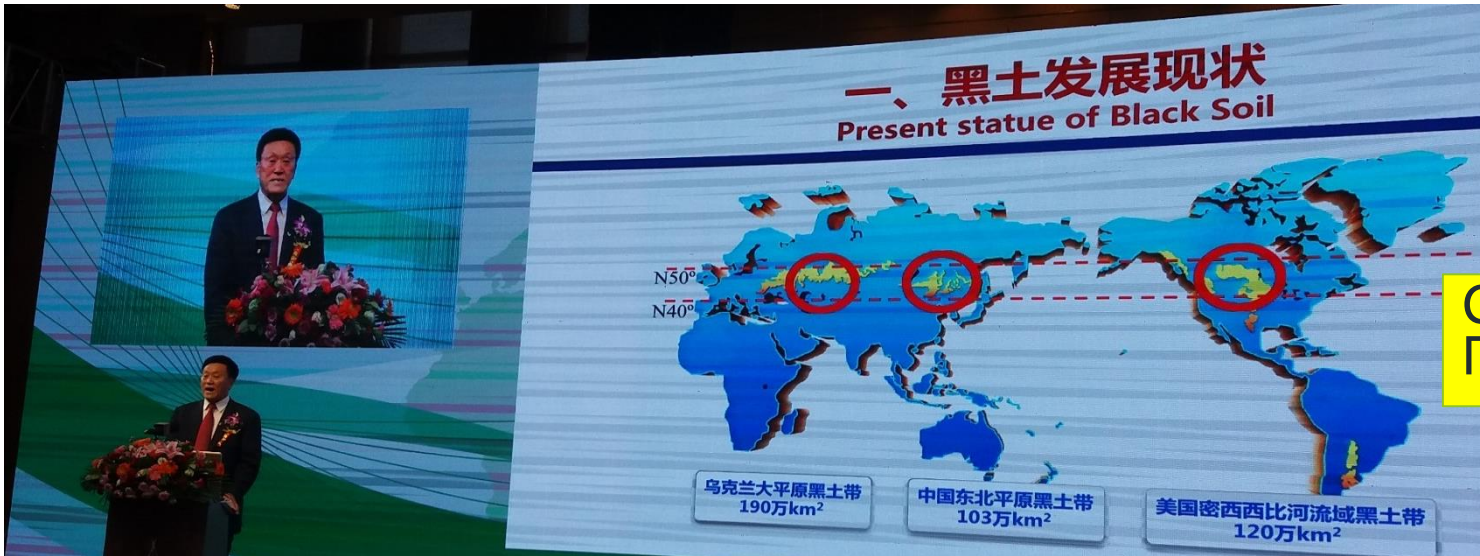 一、黑土发展现状
Present statue of Black Soil
N50°
N40°
乌克兰大平原黑土带
190万km²
中国东北平原黑土带
103万km²
美国密西西比河流域黑土带
120万km²